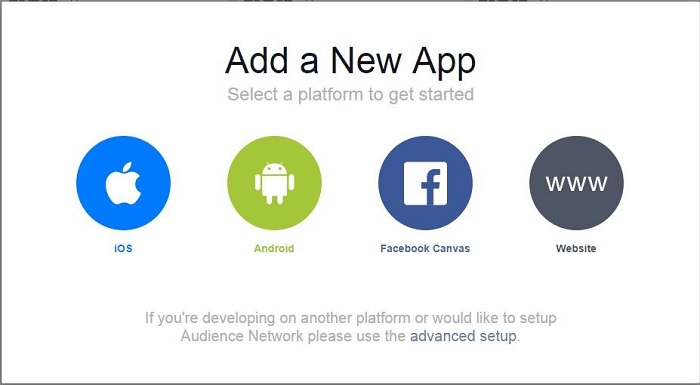 Add a New App
Select a platform to get started
www
iOS
Android
Facebook Canvas
Website
If you're developing on another platform or would like to setup
Audience Network please use the advanced setup.